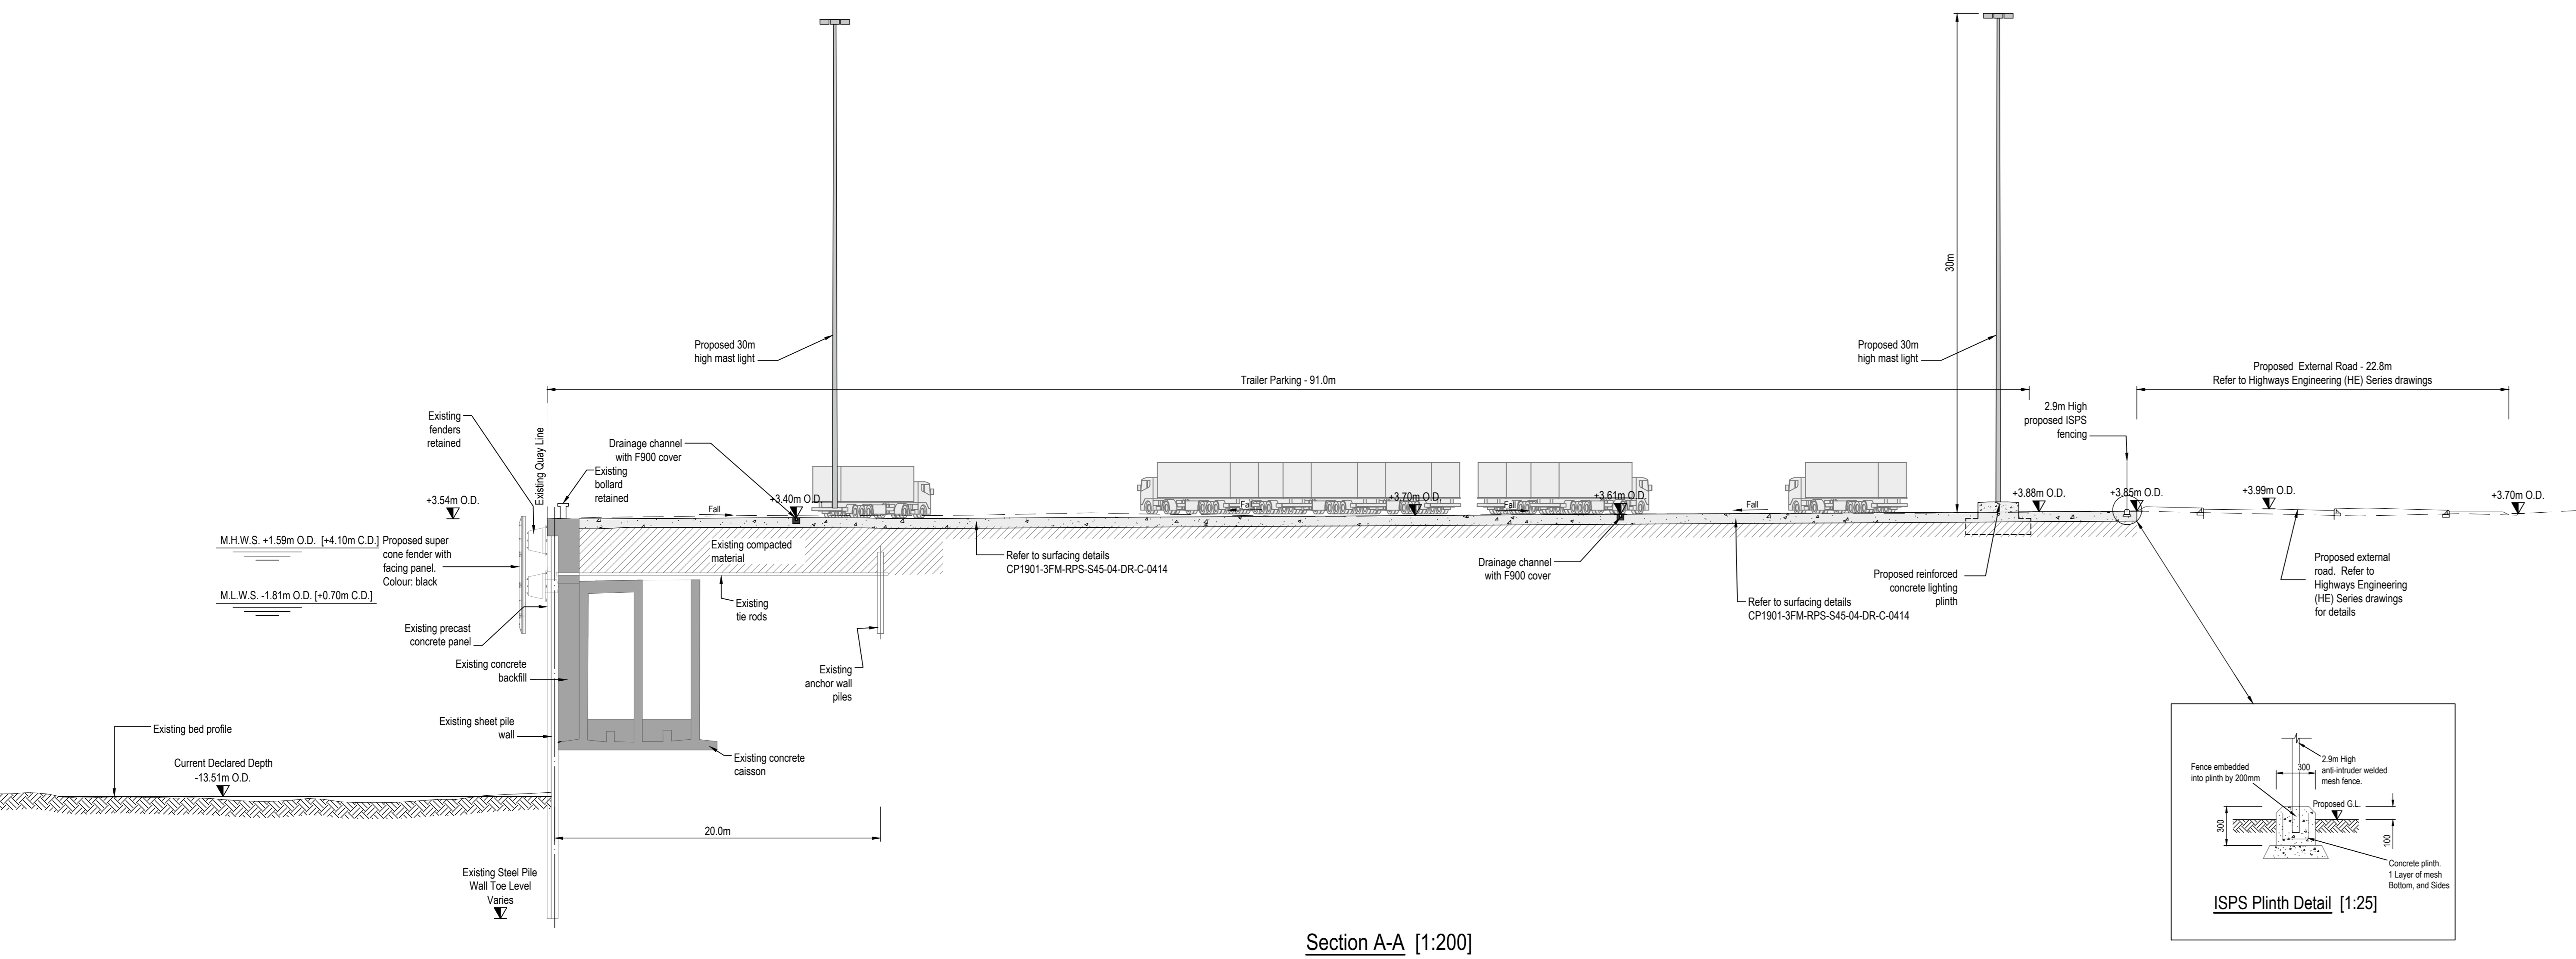 30m
Proposed 30m
high mast light
Proposed 30m
high mast light
Trailer Parking - 91.0m
Proposed External Road - 22.8m
Refer to Highways Engineering (HE) Series drawings
Existing
fenders
retained
Existing Quay Line
Drainage channel
with F900 cover
Existing
bollard
retained
2.9m High
proposed ISPS
fencing
+3.54m O.D.
+3.40m O.D.
+3.70m O.D.
+3.61m O.D.
+3.88m O.D.
+3.85m O.D.
+3.99m O.D.
+3.70m O.D.
Fall
Fall
Fall
Fall
M.H.W.S. +1.59m O.D. [+4.10m C.D.]
Proposed super
cone fender with
facing panel.
Colour: black
M.L.W.S. -1.81m O.D. [+0.70m C.D.]
Existing compacted
material
Refer to surfacing details
CP1901-3FM-RPS-S45-04-DR-C-0414
Drainage channel
with F900 cover
Refer to surfacing details
CP1901-3FM-RPS-S45-04-DR-C-0414
Proposed reinforced
concrete lighting
plinth
Proposed external
road. Refer to
Highways Engineering
(HE) Series drawings
for details
Existing
tie rods
Existing precast
concrete panel
Existing concrete
backfill
Existing
anchor wall
piles
Existing sheet pile
wall
Existing concrete
caisson
Existing bed profile
Current Declared Depth
-13.51m O.D.
20.0m
Existing Steel Pile
Wall Toe Level
Varies
Fence embedded
into plinth by 200mm
300
2.9m High
anti-intruder welded
mesh fence.
Proposed G.L.
300
100
Concrete plinth.
1 Layer of mesh
Bottom, and Sides
ISPS Plinth Detail [1:25]
Section A-A [1:200]